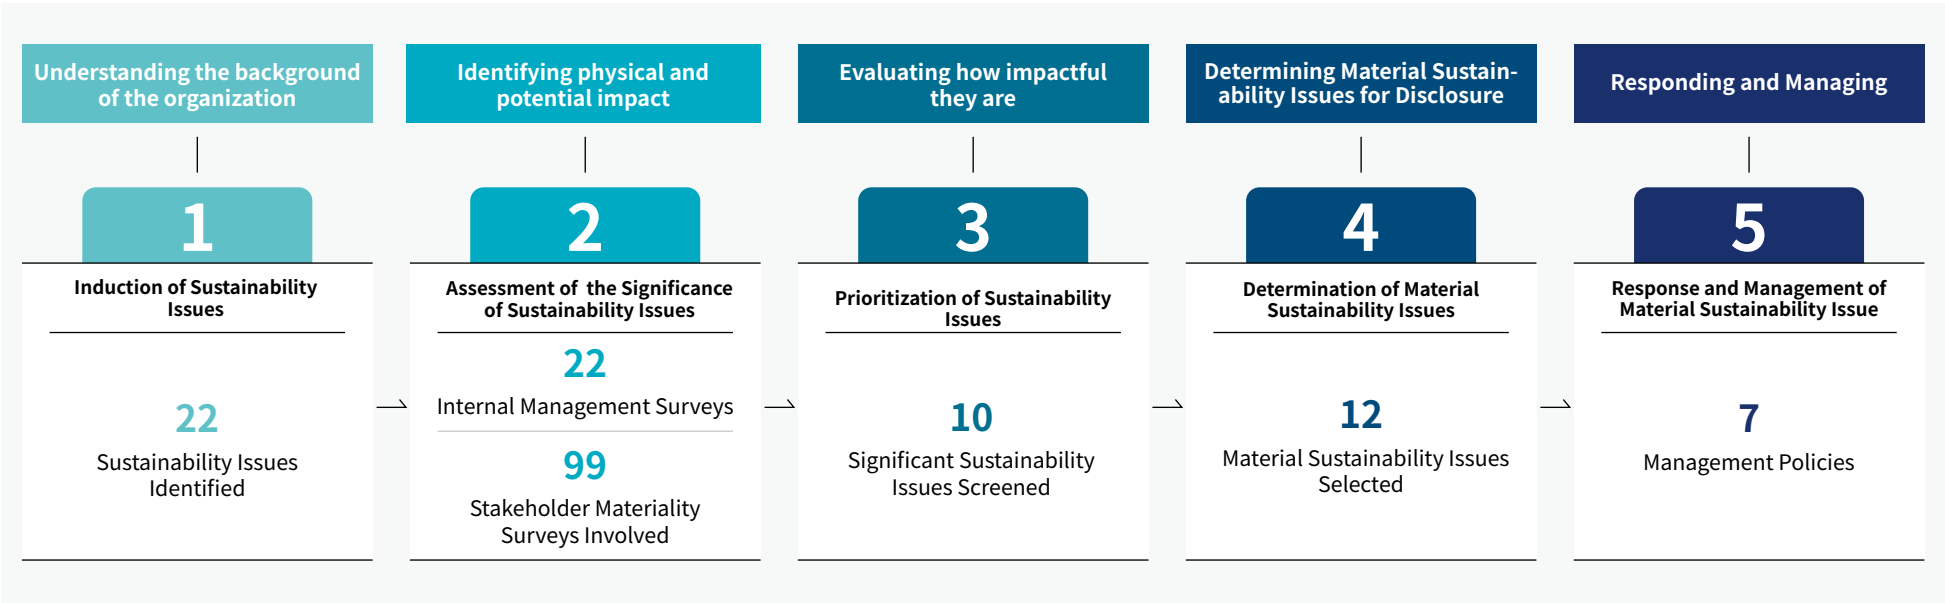 Understanding the background
of the organization
Identifying physical and
potential impact
Evaluating how impactful
they are
Determining Material Sustain-
ability Issues for Disclosure
Responding and Managing
1
Induction of Sustainability
Issues
22
Sustainability Issues
Identified
2
Assessment of the Significance
of Sustainability Issues
22
Internal Management Surveys
99
Stakeholder Materiality
Surveys Involved
3
Prioritization of Sustainability
Issues
10
Significant Sustainability
Issues Screened
4
Determination of Material
Sustainability Issues
12
Material Sustainability Issues
Selected
5
Response and Management of
Material Sustainability Issue
7
Management Policies